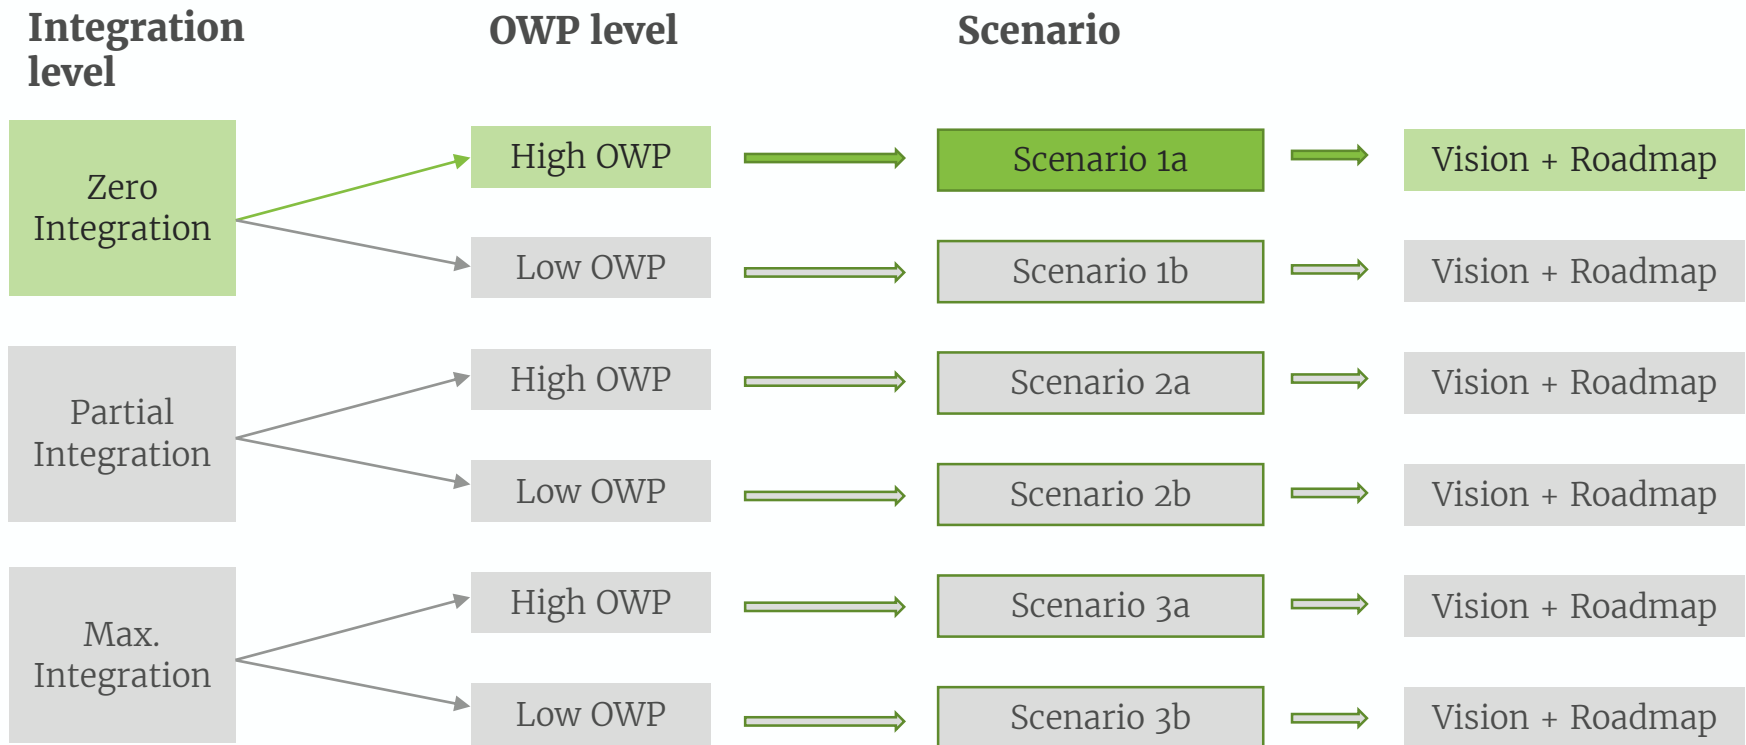 Integration
level
OWP level
Scenario
Zero
Integration
High OWP
Scenario 1a
Vision + Roadmap
Low OWP
Scenario 1b
Vision + Roadmap
Partial
Integration
High OWP
Scenario 2a
Vision + Roadmap
Low OWP
Scenario 2b
Vision + Roadmap
Max.
Integration
High OWP
Scenario 3a
Vision + Roadmap
Low OWP
Scenario 3b
Vision + Roadmap